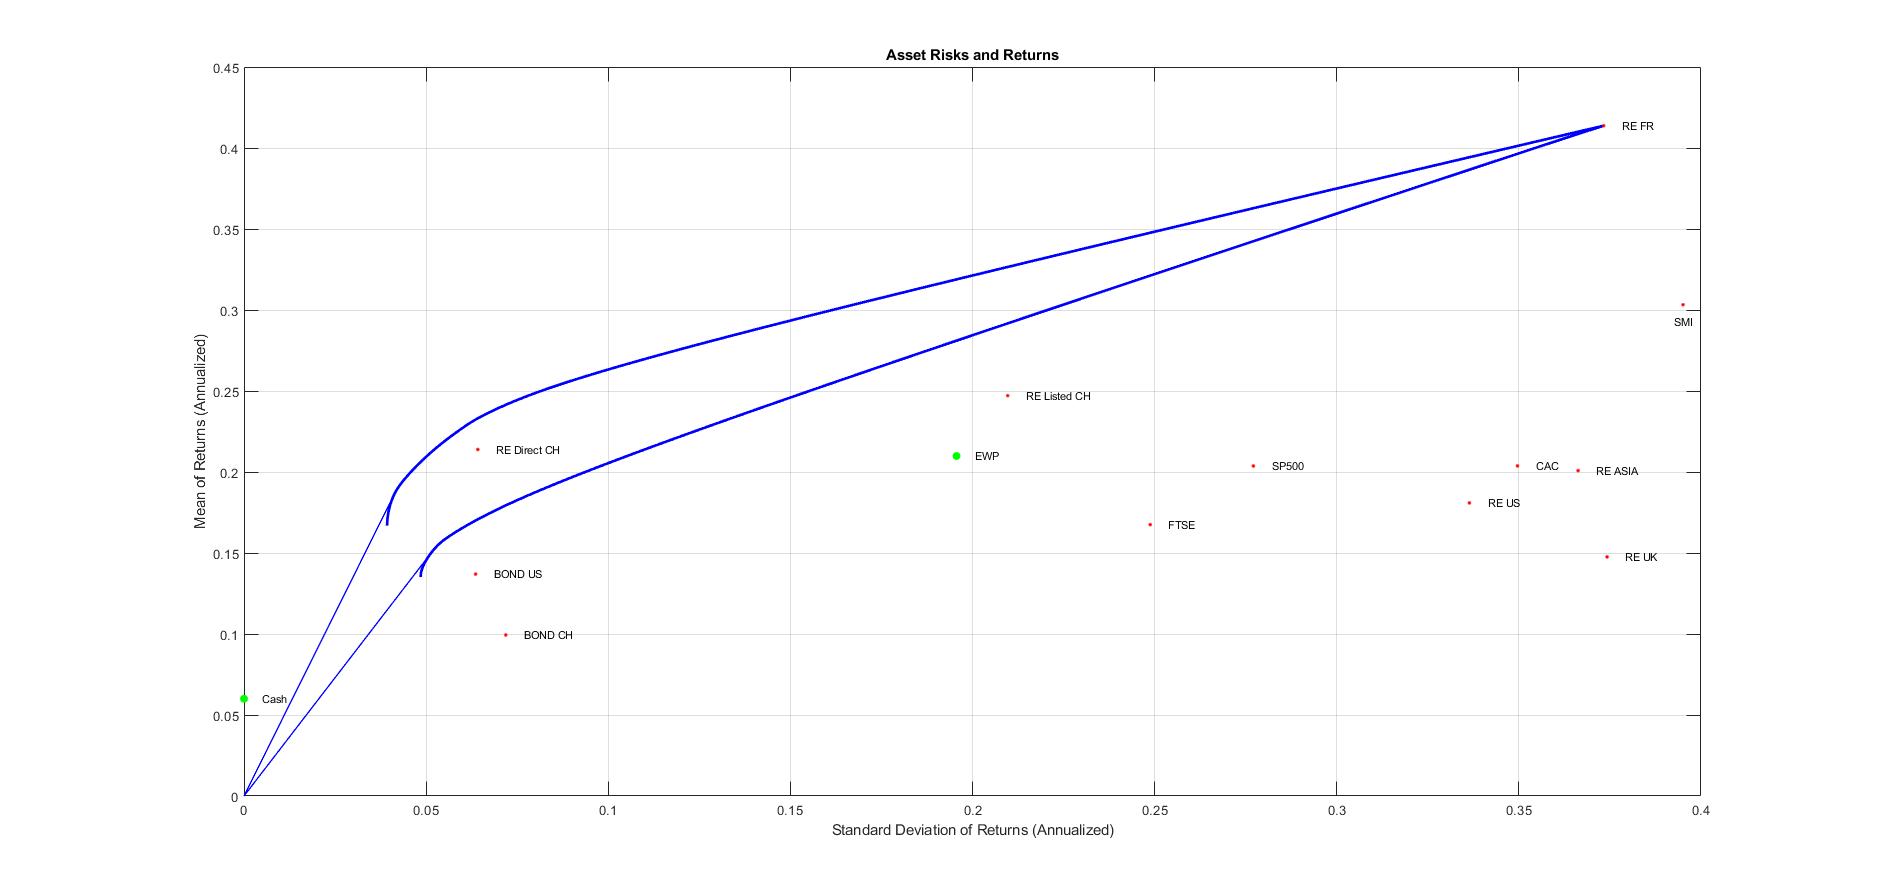 Asset Risks and Returns
0.45
0.4
0.35
0.3
0.25
0.2
0.15
0.1
0.05
0
Mean of Returns (Annualized)
RE FR
SMI
RE Listed CH
RE Direct CH
EWP
SP500
CAC
RE ASIA
RE US
FTSE
RE UK
BOND US
BOND CH
Cash
0
0.05
0.1
0.15
0.2
0.25
0.3
0.35
0.4
Standard Deviation of Returns (Annualized)